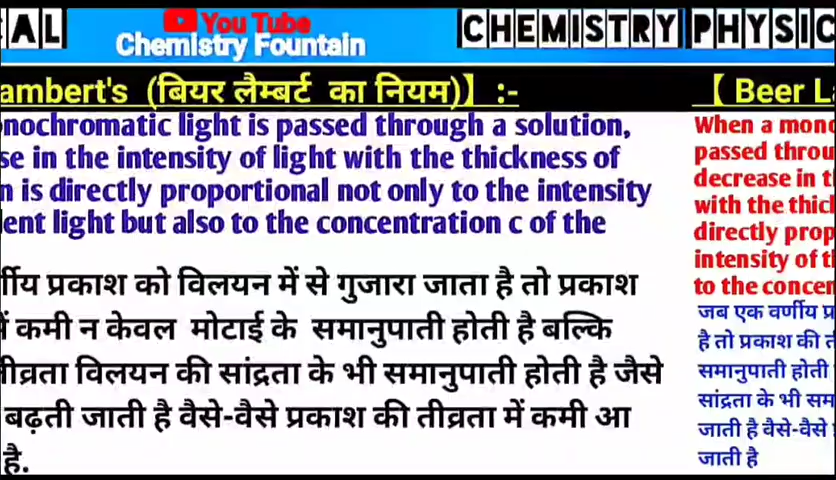 CAL
You Tube
Chemistry Fountain
CHEMISTRY PHYSIC
ambert's (बियर लैम्बर्ट का नियम)】 :-
nochromatic light is passed through a solution,
se in the intensity of light with the thickness of
n is directly proportional not only to the intensity
ent light but also to the concentration c of the
र्णीय प्रकाश को विलयन में से गुजारा जाता है तो प्रकाश
में कमी न केवल मोटाई के समानुपाती होती है बल्कि
तीव्रता विलयन की सांद्रता के भी समानुपाती होती है जैसे
बढ़ती जाती है वैसे-वैसे प्रकाश की तीव्रता में कमी आ
है.
【 Beer La
When a mono
passed throu
decrease in t
with the thic
directly prop
intensity of t
to the concen
जब एक वर्णीय प्र
है तो प्रकाश की त
समानुपाती होती
सांद्रता के भी सम
जाती है वैसे-वैसे प्र
जाती है